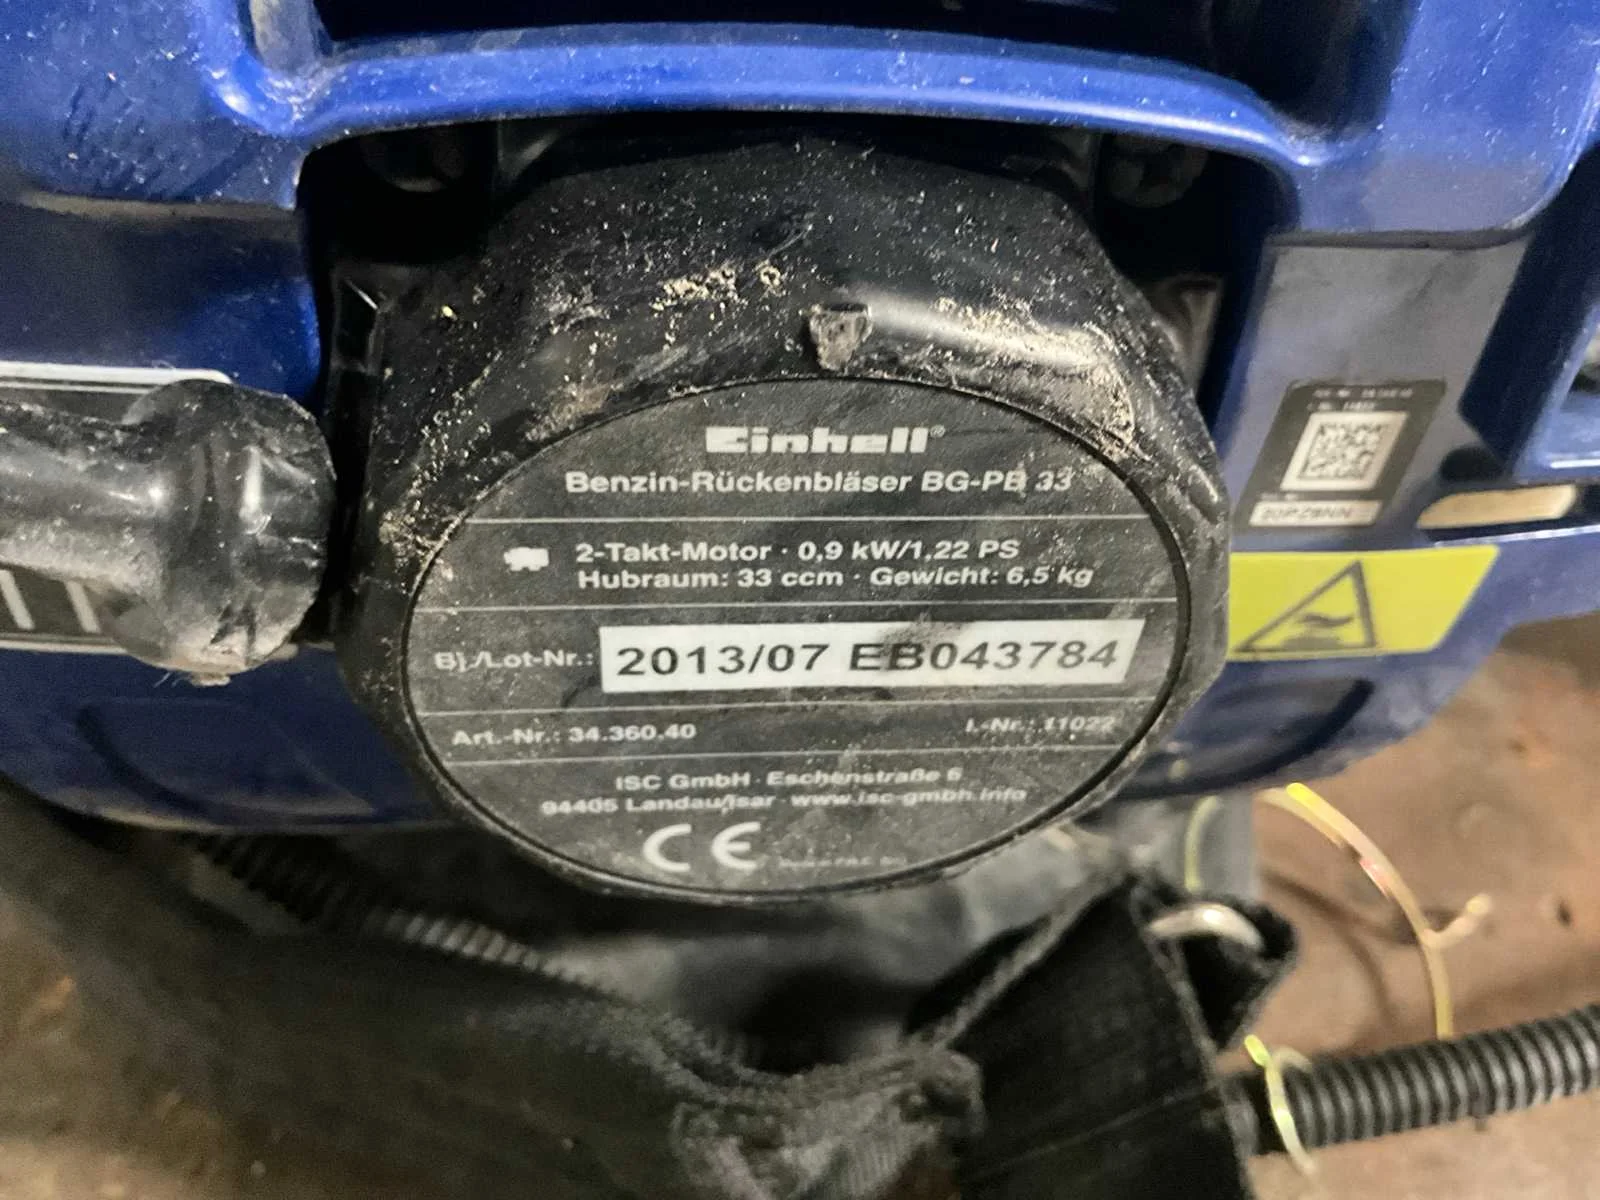 Einhell®
Benzin-Rückenbläser BG-PB 33
2-Takt-Motor · 0,9 kW/1,22 PS
Hubraum: 33 ccm · Gewicht: 6,5 kg
Bj./Lot-Nr.: 2013/07 EB043784
Art.-Nr.: 34.360.40 I.-Nr.: 11022
ISC GmbH · Eschenstraße 6
94405 Landau/Isar · www.isc-gmbh.info
CE